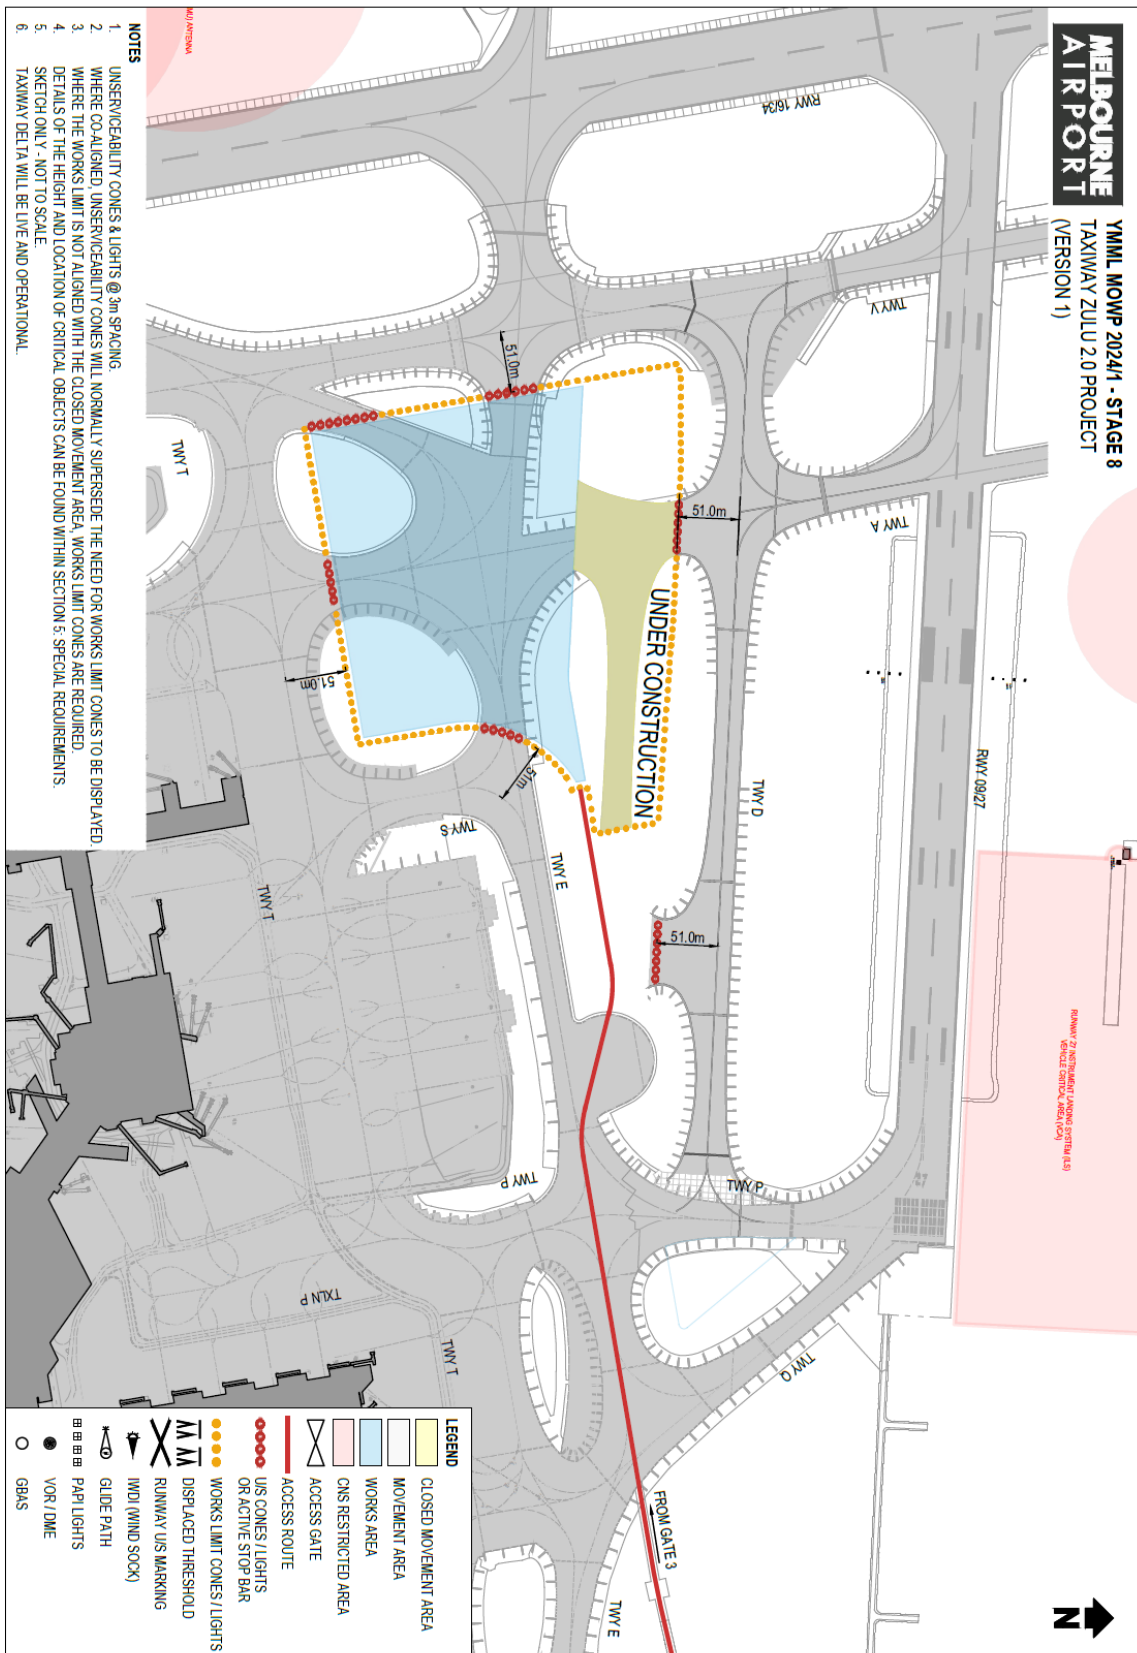 MELBOURNE
AIRPORT
YMML MOWP 2024/1 - STAGE 8
TAXIWAY ZULU 2.0 PROJECT
(VERSION 1)
N
RUNWAY 27 INSTRUMENT LANDING SYSTEM (ILS)
VEHICLE CRITICAL AREA (VCA)
RWY 09/27
RWY 16/34
TWY V
TWY A
51.0m
TWY D
51.0m
TWY P
TWY Q
UNDER CONSTRUCTION
FROM GATE 3
51.0m
51m
TWY E
TWY E
TWY P
TWY S
51.0m
TWY T
TWY T
TWY T
TXLN P
(MU) ANTENNA
NOTES
1. UNSERVICEABILITY CONES & LIGHTS @ 3m SPACING.
2. WHERE CO-ALIGNED, UNSERVICEABILITY CONES WILL NORMALLY SUPERSEDE THE NEED FOR WORKS LIMIT CONES TO BE DISPLAYED.
3. WHERE THE WORKS LIMIT IS NOT ALIGNED WITH THE CLOSED MOVEMENT AREA, WORKS LIMIT CONES ARE REQUIRED.
4. DETAILS OF THE HEIGHT AND LOCATION OF CRITICAL OBJECTS CAN BE FOUND WITHIN SECTION 5: SPECIAL REQUIREMENTS.
5. SKETCH ONLY - NOT TO SCALE.
6. TAXIWAY DELTA WILL BE LIVE AND OPERATIONAL.
LEGEND
CLOSED MOVEMENT AREA
MOVEMENT AREA
WORKS AREA
CNS RESTRICTED AREA
ACCESS GATE
ACCESS ROUTE
U/S CONES / LIGHTS
OR ACTIVE STOP BAR
WORKS LIMIT CONES / LIGHTS
DISPLACED THRESHOLD
RUNWAY U/S MARKING
IWDI (WIND SOCK)
GLIDE PATH
PAPI LIGHTS
VOR / DME
GBAS